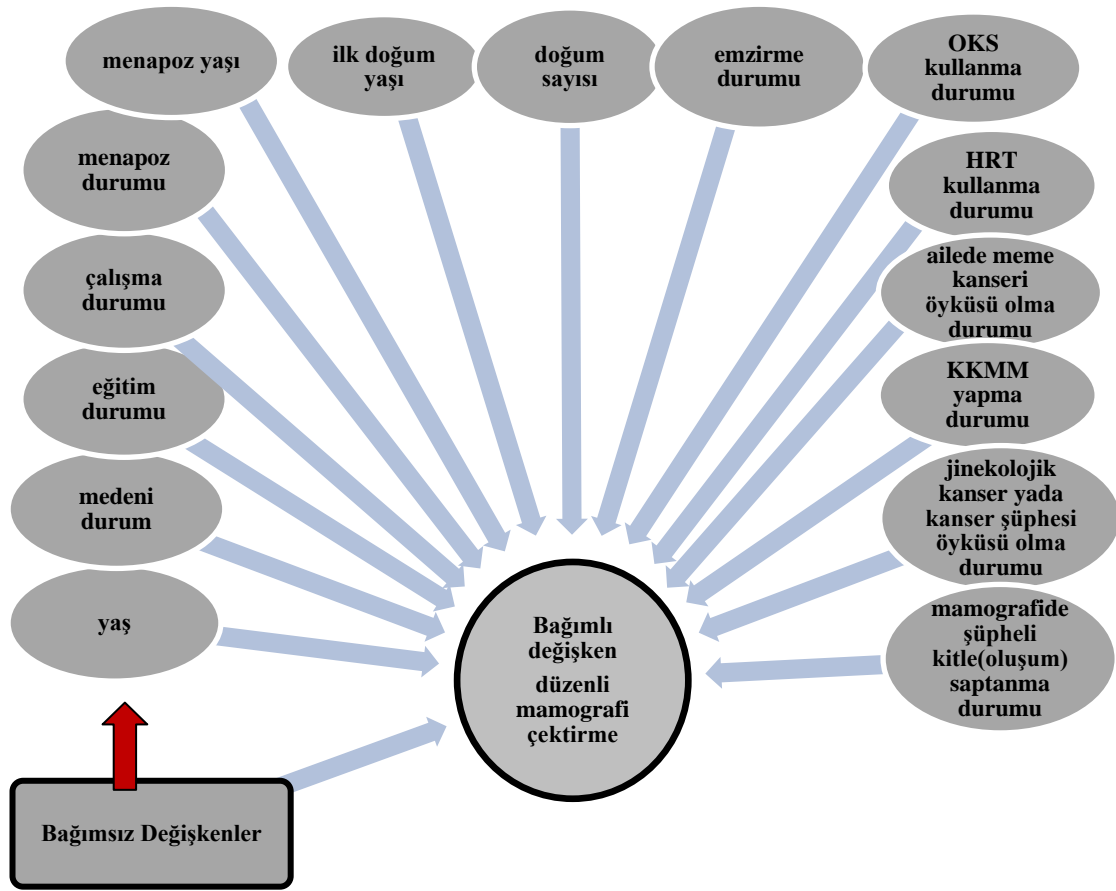 menapoz yaşı
ilk doğum
yaşı
doğum
sayısı
emzirme
durumu
OKS
kullanma
durumu
menapoz
durumu
HRT
kullanma
durumu
çalışma
durumu
ailede meme
kanseri
öyküsü olma
durumu
eğitim
durumu
KKMM
yapma
durumu
medeni
durum
jinekolojik
kanser yada
kanser şüphesi
öyküsü olma
durumu
yaş
mamografide
şüpheli
kitle(oluşum)
saptanma
durumu
Bağımlı
değişken
düzenli
mamografi
çektirme
Bağımsız Değişkenler